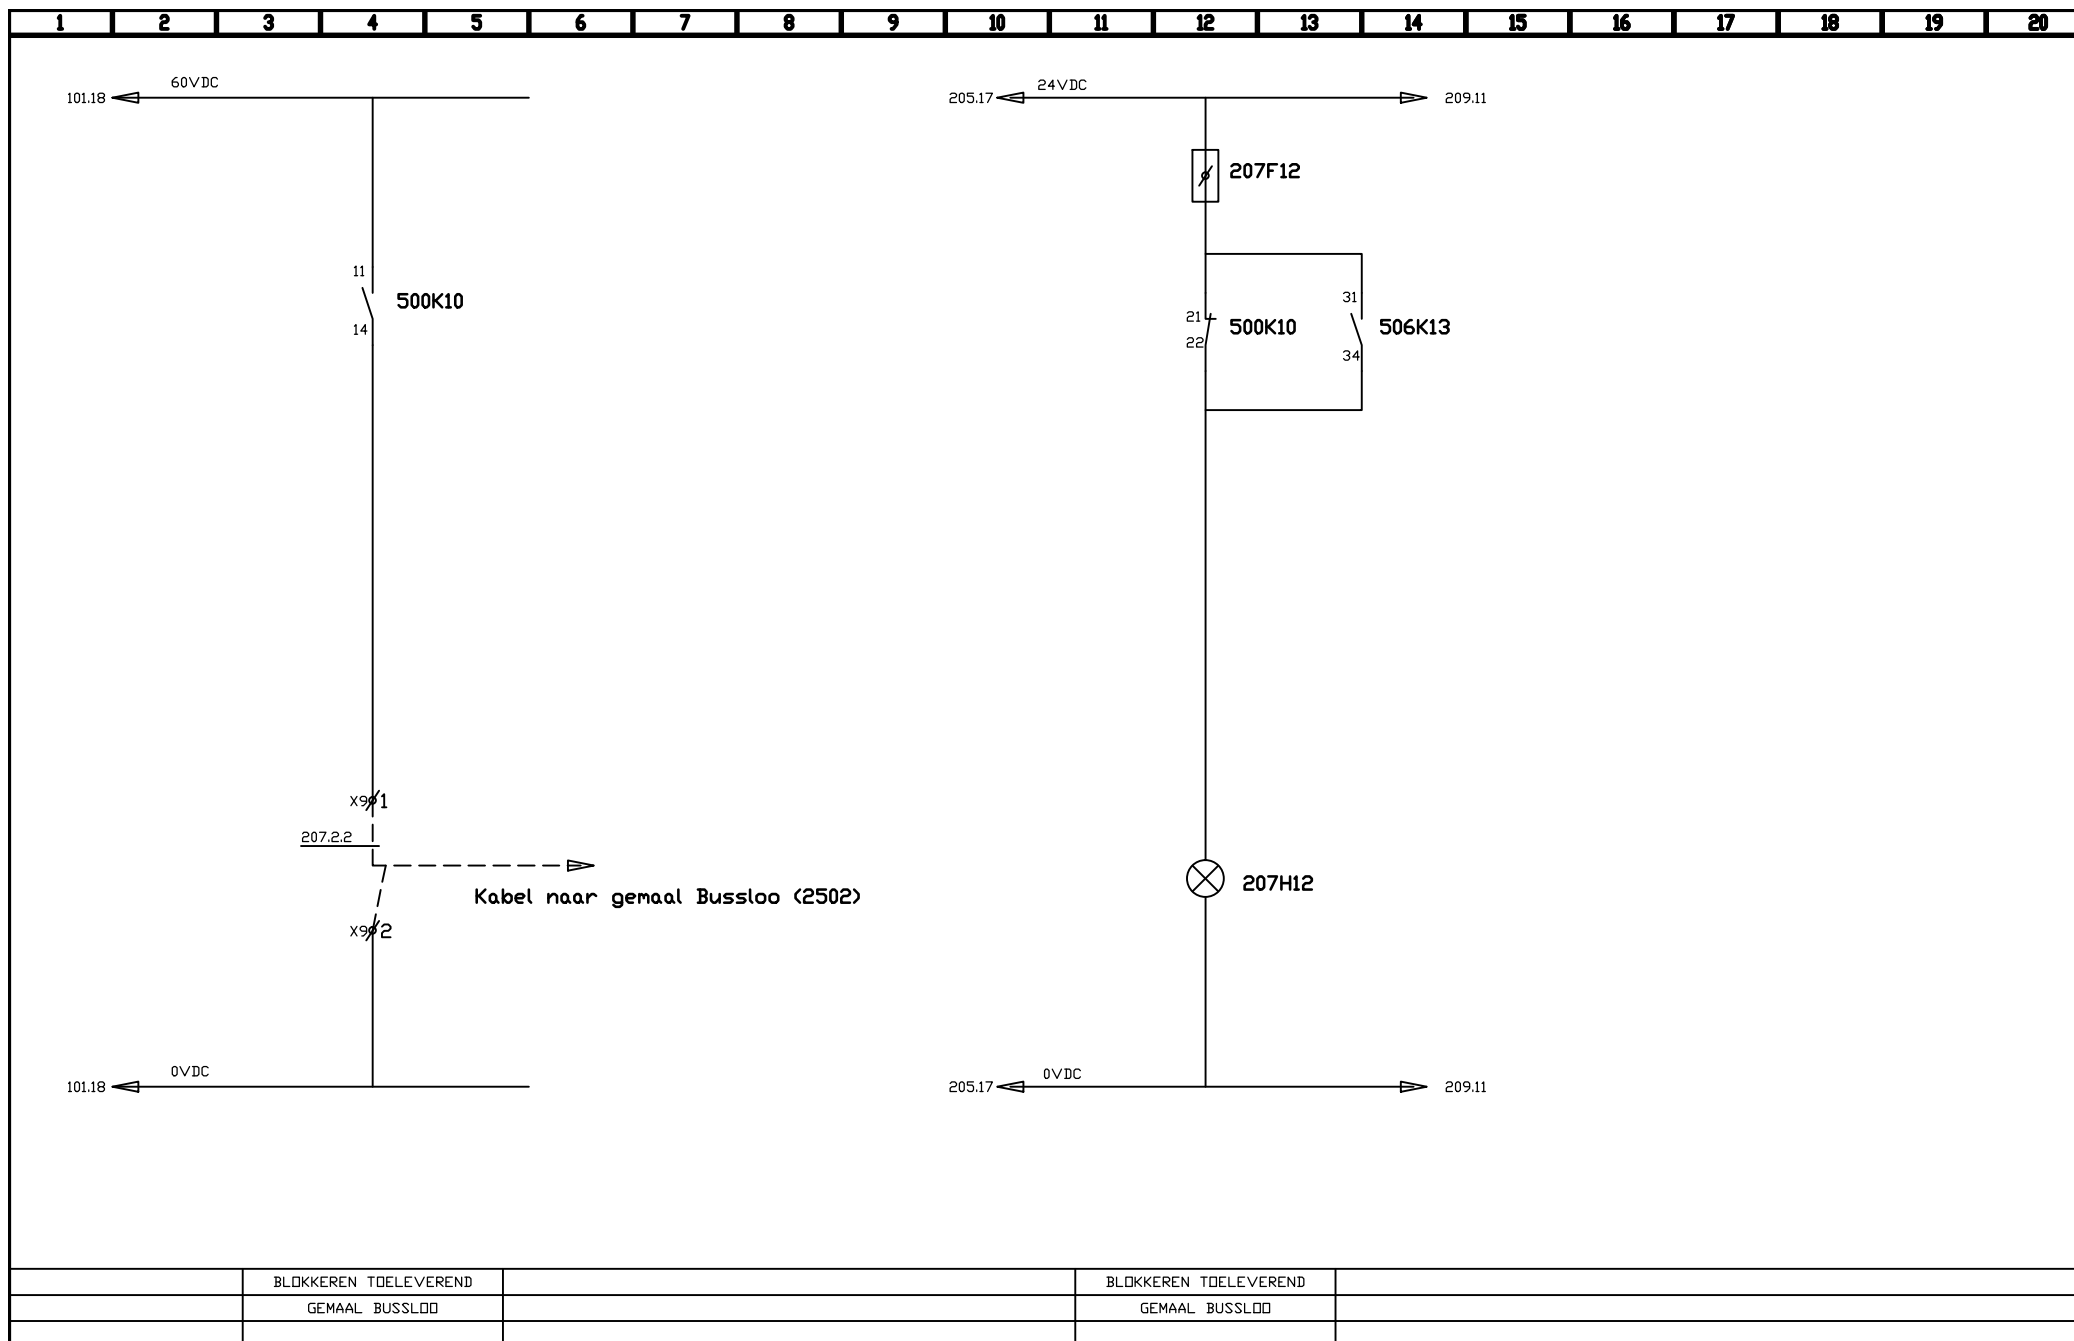 1 2 3 4 5 6 7 8 9 10 11 12 13 14 15 16 17 18 19 20
60VDC
101.18
24VDC
205.17
209.11
207F12
11
500K10
14
21
500K10
22
31
506K13
34
X9 1
207.2.2
Kabel naar gemaal Bussloo (2502)
X9 2
207H12
0VDC
101.18
0VDC
205.17
209.11
BLOKKEREN TOELEVEREND
GEMAAL BUSSLOO
BLOKKEREN TOELEVEREND
GEMAAL BUSSLOO